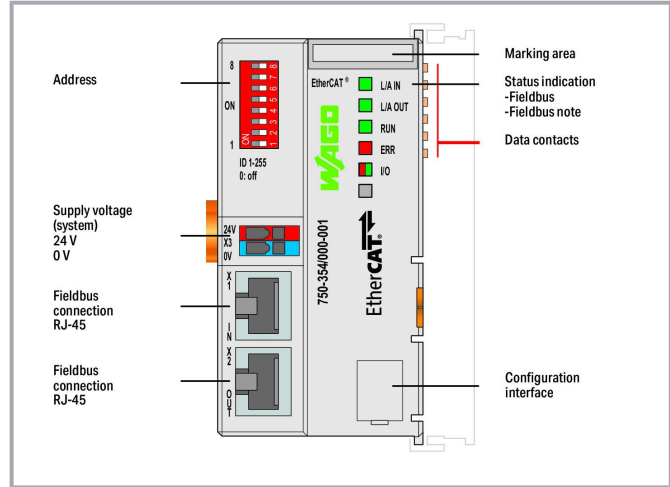 Address
Supply voltage
(system)
24 V
0 V
Fieldbus
connection
RJ-45
Fieldbus
connection
RJ-45
8
ON
1
ON
1 2 3 4 5 6 7 8
ID 1-255
0: off
24V
X3
0V
X1
IN
X2
OUT
EtherCAT®
L/A IN
L/A OUT
RUN
ERR
I/O
WAGO
750-354/000-001
EtherCAT®
Marking area
Status indication
-Fieldbus
-Fieldbus note
Data contacts
Configuration
interface